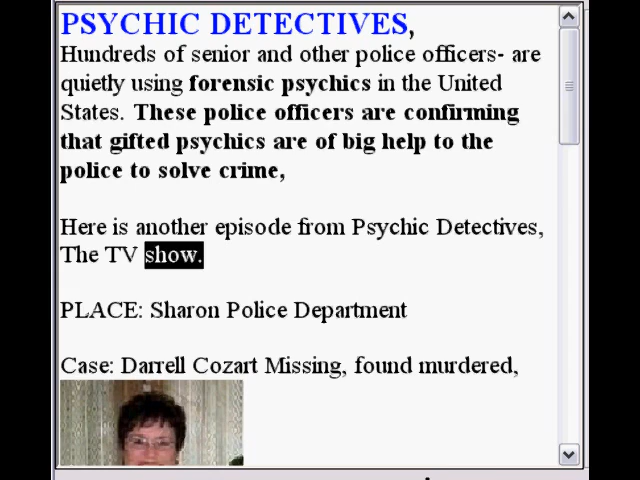 PSYCHIC DETECTIVES,
Hundreds of senior and other police officers- are
quietly using forensic psychics in the United
States. These police officers are confirming
that gifted psychics are of big help to the
police to solve crime,
Here is another episode from Psychic Detectives,
The TV show.
PLACE: Sharon Police Department
Case: Darrell Cozart Missing, found murdered,